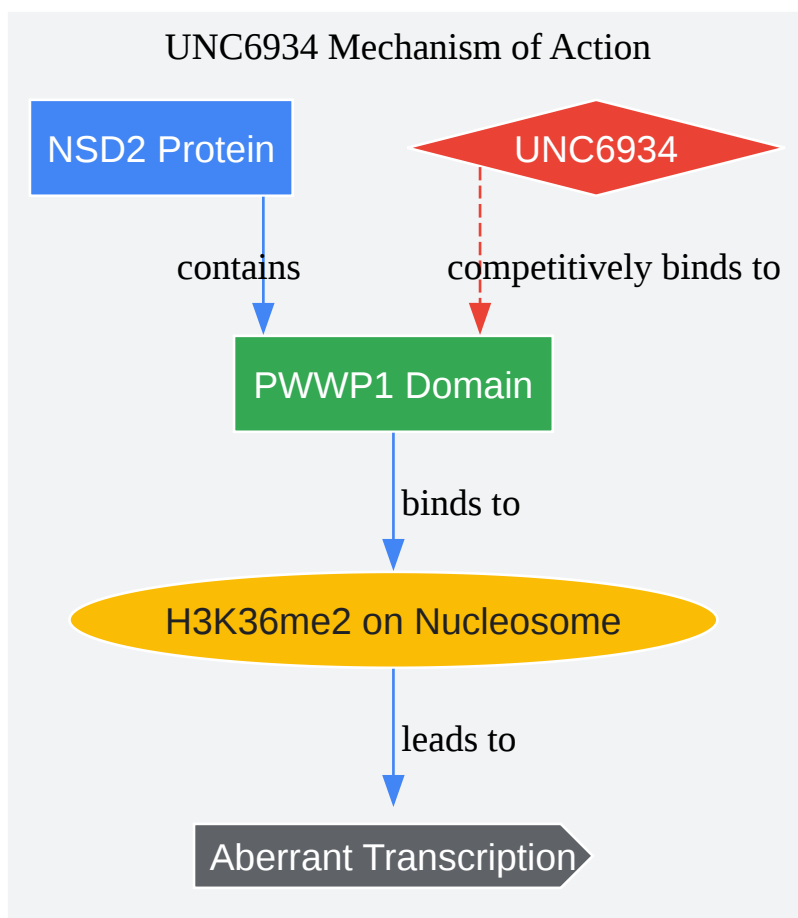 UNC6934 Mechanism of Action
NSD2 Protein
UNC6934
contains
competitively binds to
PWWP1 Domain
binds to
H3K36me2 on Nucleosome
leads to
Aberrant Transcription